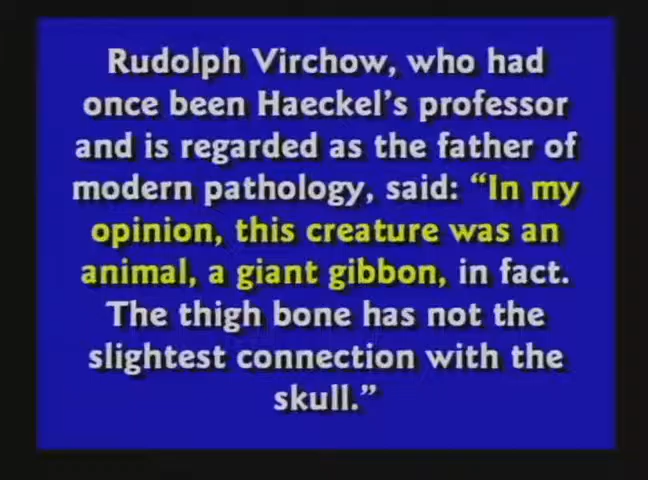 Rudolph Virchow, who had
once been Haeckel’s professor
and is regarded as the father of
modern pathology, said: “In my
opinion, this creature was an
animal, a giant gibbon, in fact.
The thigh bone has not the
slightest connection with the
skull.”